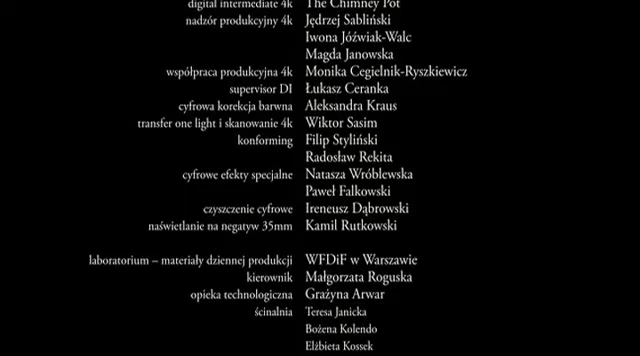 digital intermediate 4k The Chimney Pot
nadzór produkcyjny 4k Jędrzej Sabliński
Iwona Jóźwiak-Walc
Magda Janowska
współpraca produkcyjna 4k Monika Cegielnik-Ryszkiewicz
supervisor DI Łukasz Ceranka
cyfrowa korekcja barwna Aleksandra Kraus
transfer one light i skanowanie 4k Wiktor Sasim
konforming Filip Styliński
Radosław Rekita
cyfrowe efekty specjalne Natasza Wróblewska
Paweł Falkowski
czyszczenie cyfrowe Ireneusz Dąbrowski
naświetlanie na negatyw 35mm Kamil Rutkowski
laboratorium – materiały dziennej produkcji WFDiF w Warszawie
kierownik Małgorzata Roguska
opieka technologiczna Grażyna Arwar
ścinalnia Teresa Janicka
Bożena Kolendo
Elżbieta Kossek